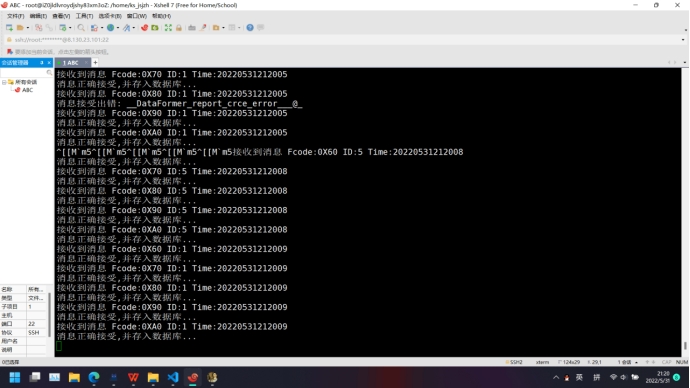 ABC - root@iZ0jkdlvroydjshy83xm3oZ: /home/ks_jsjzh - Xshell 7 (Free for Home/School)
文件(F) 编辑(E) 查看(V) 工具(T) 选项卡(B) 窗口(W) 帮助(H)
要添加当前会话，点击左侧的箭头按钮。
会话管理器
1 ABC
所有会话
ABC
接收到消息 Fcode:0X70 ID:1 Time:20220531212005
消息正确接受,并存入数据库...
接收到消息 Fcode:0X80 ID:1 Time:20220531212005
消息接受出错: __DataFormer_report_crce_error___@_
接收到消息 Fcode:0X90 ID:1 Time:20220531212005
消息正确接受,并存入数据库...
接收到消息 Fcode:0XA0 ID:1 Time:20220531212005
消息正确接受,并存入数据库...
^[[M`m5^[[M`m5^[[M`m5^[[M`m5^[[M`m5接收到消息 Fcode:0X60 ID:5 Time:20220531212008
消息正确接受,并存入数据库...
接收到消息 Fcode:0X70 ID:5 Time:20220531212008
消息正确接受,并存入数据库...
接收到消息 Fcode:0X80 ID:5 Time:20220531212008
消息正确接受,并存入数据库...
接收到消息 Fcode:0X90 ID:5 Time:20220531212008
消息正确接受,并存入数据库...
接收到消息 Fcode:0XA0 ID:5 Time:20220531212008
消息正确接受,并存入数据库...
接收到消息 Fcode:0X60 ID:1 Time:20220531212009
消息正确接受,并存入数据库...
接收到消息 Fcode:0X70 ID:1 Time:20220531212009
消息正确接受,并存入数据库...
接收到消息 Fcode:0X80 ID:1 Time:20220531212009
消息正确接受,并存入数据库...
接收到消息 Fcode:0X90 ID:1 Time:20220531212009
消息正确接受,并存入数据库...
接收到消息 Fcode:0XA0 ID:1 Time:20220531212009
消息正确接受,并存入数据库...
名称 所有...
类型 文件...
子项目 1
主机
端口 22
协议 SSH
用户名
说明
0已选择
SSH2 xterm 124x29 29,1 1 会话 CAP NUM
英 拼
21:20
2022/5/31